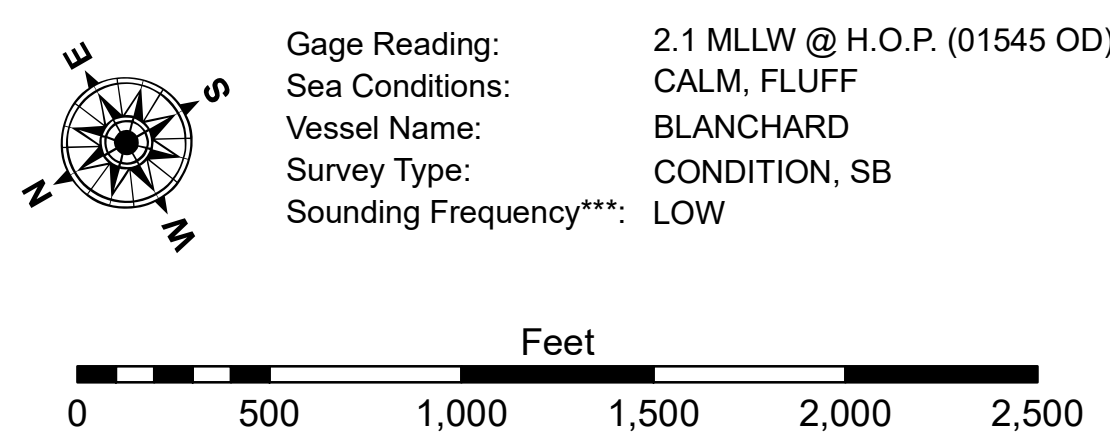 E
S
N
W
Gage Reading: 2.1 MLLW @ H.O.P. (01545 OD)
Sea Conditions: CALM, FLUFF
Vessel Name: BLANCHARD
Survey Type: CONDITION, SB
Sounding Frequency***: LOW
Feet
0 500 1,000 1,500 2,000 2,500